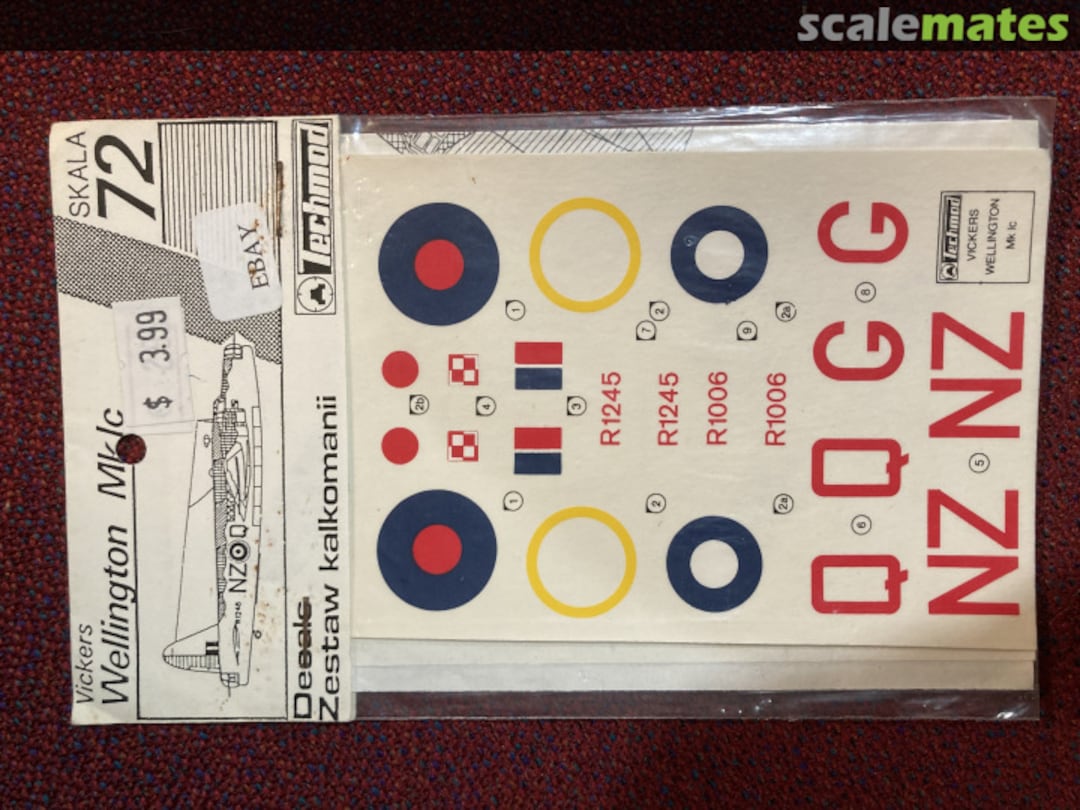 scalemates
SKALA
72
Vickers
Wellington Mk Ic
EBAY
$ 3.99
NZ Q
Techmod
Decals
Zestaw kalkomanii
Techmod
VICKERS
WELLINGTON
Mk Ic
1
2
7
2a
9
8
2b
4
3
R1245
R1245
R1006
R1006
G
G
Q
Q
6
NZ
NZ
5
1
2
2a